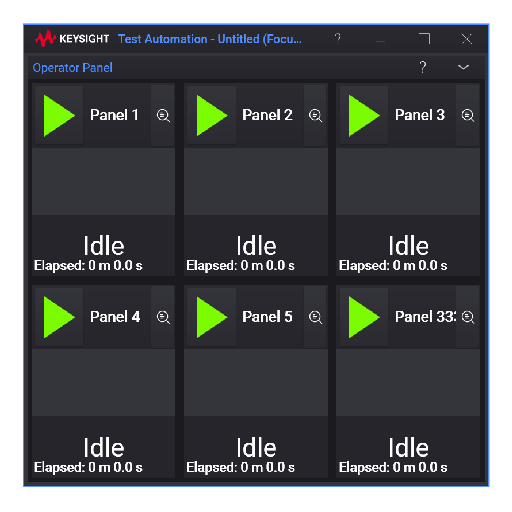 KEYSIGHT Test Automation - Untitled (Focu... ?
Operator Panel ?
Panel 1 Panel 2 Panel 3
Idle Idle Idle
Elapsed: 0 m 0.0 s Elapsed: 0 m 0.0 s Elapsed: 0 m 0.0 s
Panel 4 Panel 5 Panel 333
Idle Idle Idle
Elapsed: 0 m 0.0 s Elapsed: 0 m 0.0 s Elapsed: 0 m 0.0 s